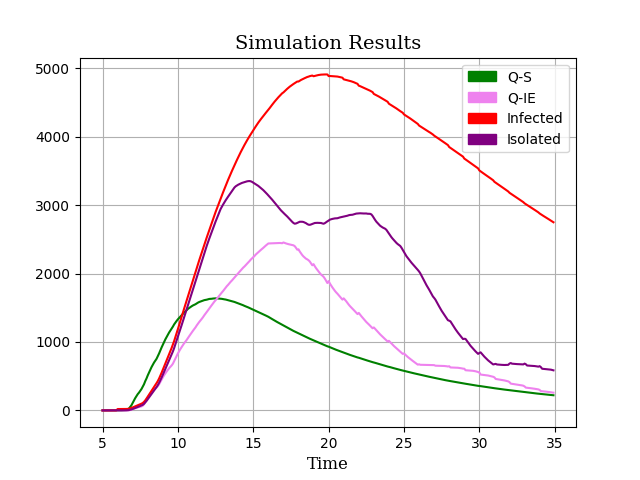 Simulation Results
5000
4000
3000
2000
1000
0
Q-S
Q-IE
Infected
Isolated
5 10 15 20 25 30 35
Time